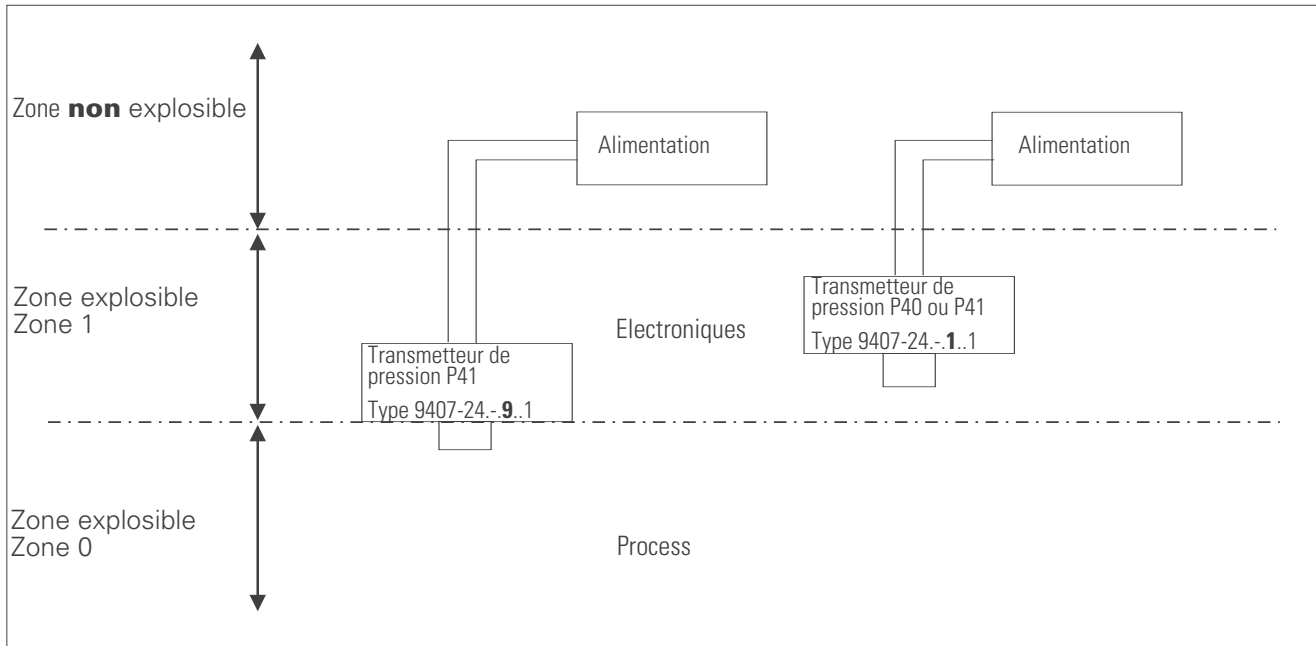 Zone non explosible
Alimentation
Alimentation
Zone explosible
Zone 1
Transmetteur de
pression P40 ou P41
Type 9407-24.-.1..1
Electroniques
Transmetteur de
pression P41
Type 9407-24.-.9..1
Zone explosible
Zone 0
Process